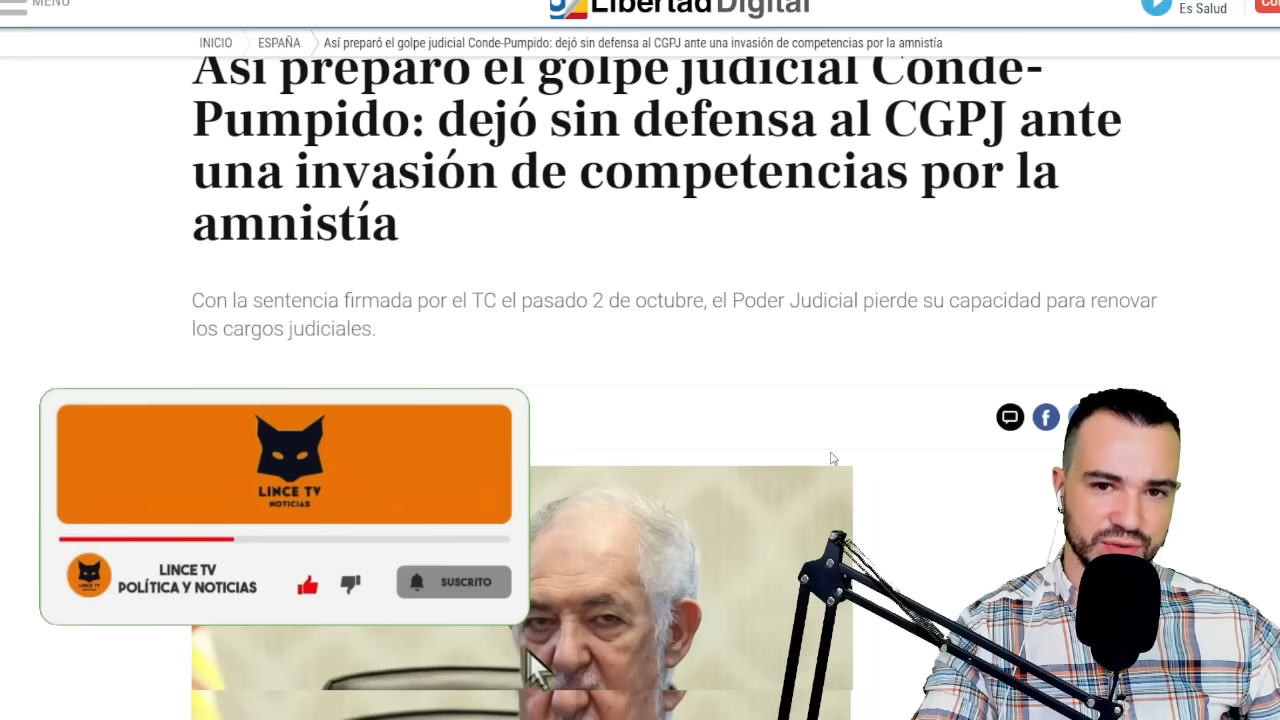 MENÚ
Libertad Digital
Es Salud
INICIO
ESPAÑA
Así preparó el golpe judicial Conde-Pumpido: dejó sin defensa al CGPJ ante una invasión de competencias por la amnistía
Así preparó el golpe judicial Conde-
Pumpido: dejó sin defensa al CGPJ ante
una invasión de competencias por la
amnistía
Con la sentencia firmada por el TC el pasado 2 de octubre, el Poder Judicial pierde su capacidad para renovar
los cargos judiciales.
LINCE TV
NOTICIAS
LINCE TV
POLÍTICA Y NOTICIAS
SUSCRITO